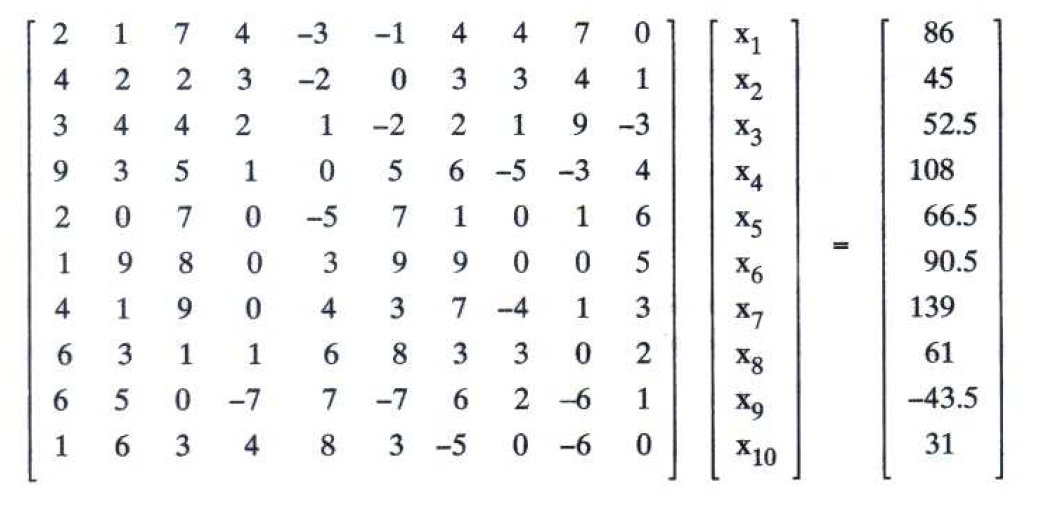 2 1 7 4 –3 –1 4 4 7 0 x1 86
4 2 2 3 –2 0 3 3 4 1 x2 45
3 4 4 2 1 –2 2 1 9 –3 x3 52.5
9 3 5 1 0 5 6 –5 –3 4 x4 108
2 0 7 0 –5 7 1 0 1 6 x5 66.5
1 9 8 0 3 9 9 0 0 5 x6 = 90.5
4 1 9 0 4 3 7 –4 1 3 x7 139
6 3 1 1 6 8 3 3 0 2 x8 61
6 5 0 –7 7 –7 6 2 –6 1 x9 –43.5
1 6 3 4 8 3 –5 0 –6 0 x10 31